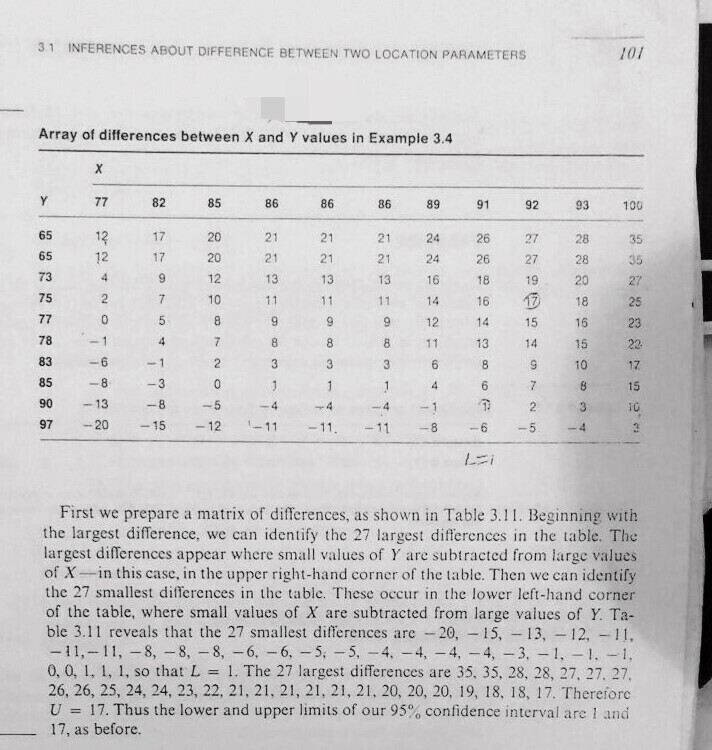 3.1 INFERENCES ABOUT DIFFERENCE BETWEEN TWO LOCATION PARAMETERS 101
Array of differences between X and Y values in Example 3.4
X
Y 77 82 85 86 86 86 89 91 92 93 100
65 12 17 20 21 21 21 24 26 27 28 35
65 12 17 20 21 21 21 24 26 27 28 35
73 4 9 12 13 13 13 16 18 19 20 27
75 2 7 10 11 11 11 14 16 17 18 25
77 0 5 8 9 9 9 12 14 15 16 23
78 -1 4 7 8 8 8 11 13 14 15 22
83 -6 -1 2 3 3 3 6 8 9 10 17
85 -8 -3 0 1 1 1 4 6 7 8 15
90 -13 -8 -5 -4 -4 -4 -1 1 2 3 10
97 -20 -15 -12 -11 -11 -11 -8 -6 -5 -4 3
L=1
First we prepare a matrix of differences, as shown in Table 3.11. Beginning with
the largest difference, we can identify the 27 largest differences in the table. The
largest differences appear where small values of Y are subtracted from large values
of X—in this case, in the upper right-hand corner of the table. Then we can identify
the 27 smallest differences in the table. These occur in the lower left-hand corner
of the table, where small values of X are subtracted from large values of Y. Ta-
ble 3.11 reveals that the 27 smallest differences are -20, -15, -13, -12, -11,
-11, -11, -8, -8, -8, -6, -6, -5, -5, -4, -4, -4, -4, -3, -1, -1, -1,
0, 0, 1, 1, 1, so that L = 1. The 27 largest differences are 35, 35, 28, 28, 27, 27, 27,
26, 26, 25, 24, 24, 23, 22, 21, 21, 21, 21, 21, 21, 20, 20, 20, 19, 18, 18, 17. Therefore
U = 17. Thus the lower and upper limits of our 95% confidence interval are 1 and
17, as before.